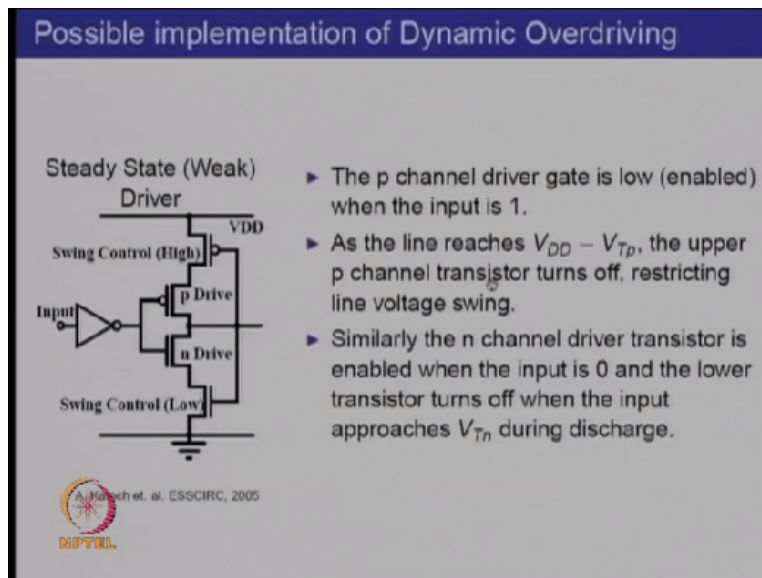 Possible implementation of Dynamic Overdriving
Steady State (Weak)
Driver
VDD
Swing Control (High)
p Drive
Input
n Drive
Swing Control (Low)
▶ The p channel driver gate is low (enabled)
when the input is 1.
▶ As the line reaches V_DD − V_Tp, the upper
p channel transistor turns off, restricting
line voltage swing.
▶ Similarly the n channel driver transistor is
enabled when the input is 0 and the lower
transistor turns off when the input
approaches V_Tn during discharge.
et. al. ESSCIRC, 2005
NPTEL